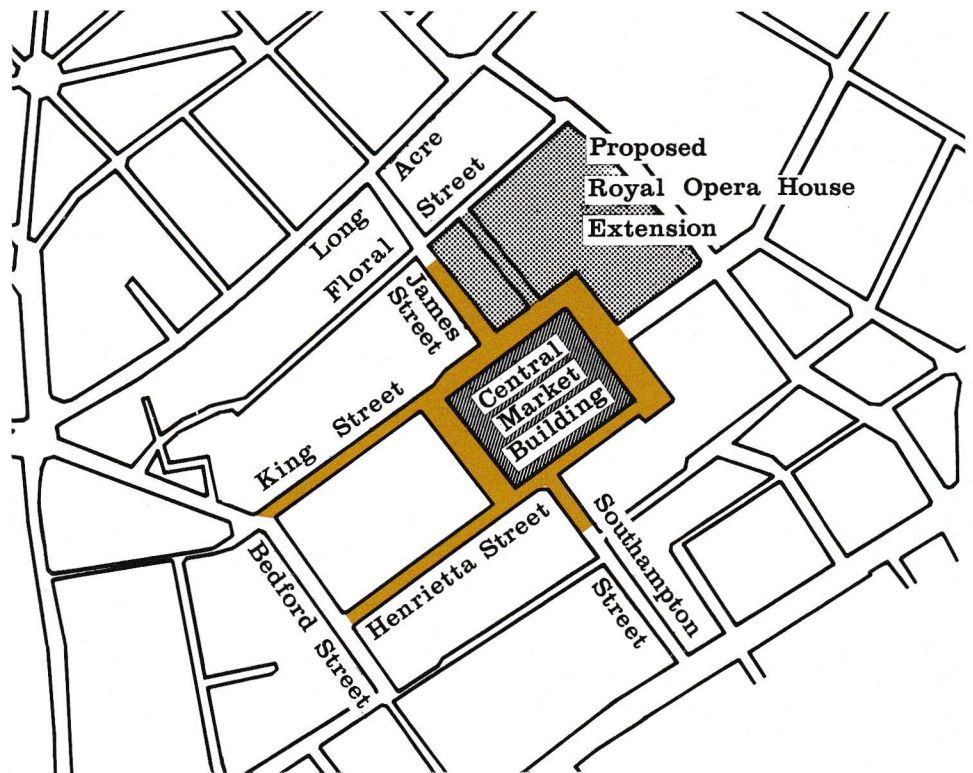 Proposed
Royal Opera House
Extension
Long Acre
Floral Street
James
Street
Central
Market
Building
King Street
Henrietta Street
Southampton
Street
Bedford Street